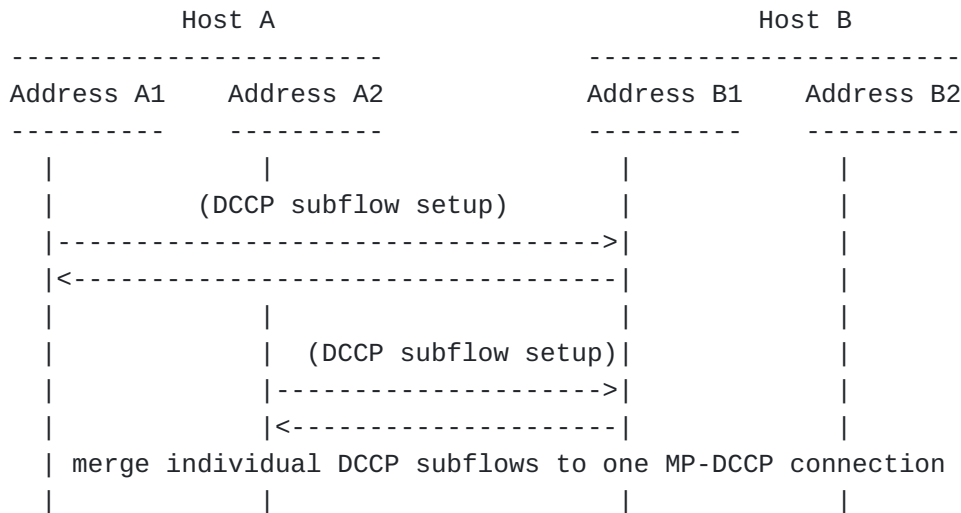 Host A                               Host B
------------------------             ------------------------
Address A1    Address A2             Address B1    Address B2
----------    ----------             ----------    ----------
  |             |                      |             |
  |         (DCCP subflow setup)       |             |
  |----------------------------------->|             |
  |<-----------------------------------|             |
  |             |                      |             |
  |             |  (DCCP subflow setup)|             |
  |             |--------------------->|             |
  |             |<---------------------|             |
  | merge individual DCCP subflows to one MP-DCCP connection
  |             |                      |             |